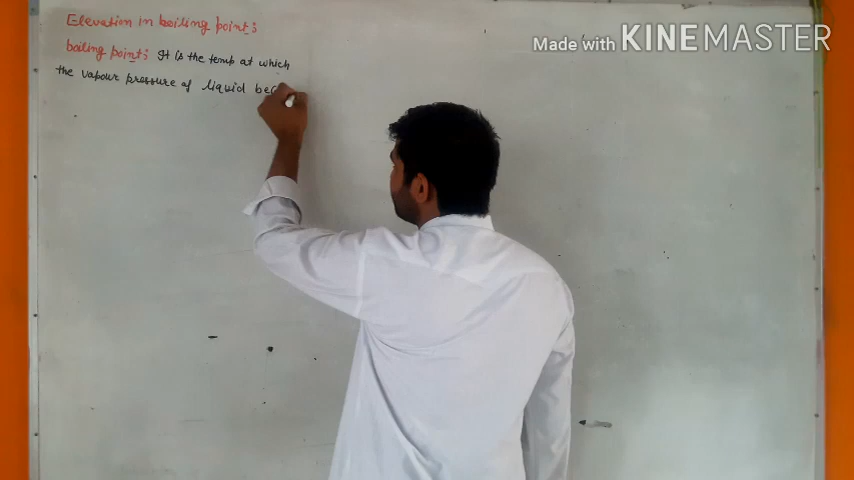 Elevation in boiling point :
boiling point : It is the temp at which
the vapour pressure of liquid bec
Made with KINEMASTER